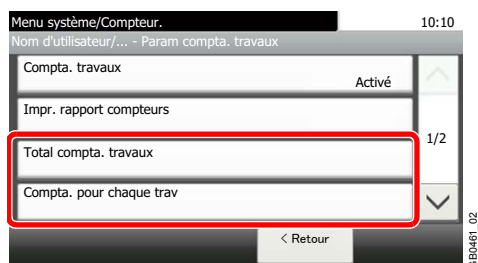 Menu système/Compteur.
10:10
Nom d'utilisateur/... - Param compta. travaux
Compta. travaux
Activé
Impr. rapport compteurs
1/2
Total compta. travaux
Compta. pour chaque trav
< Retour